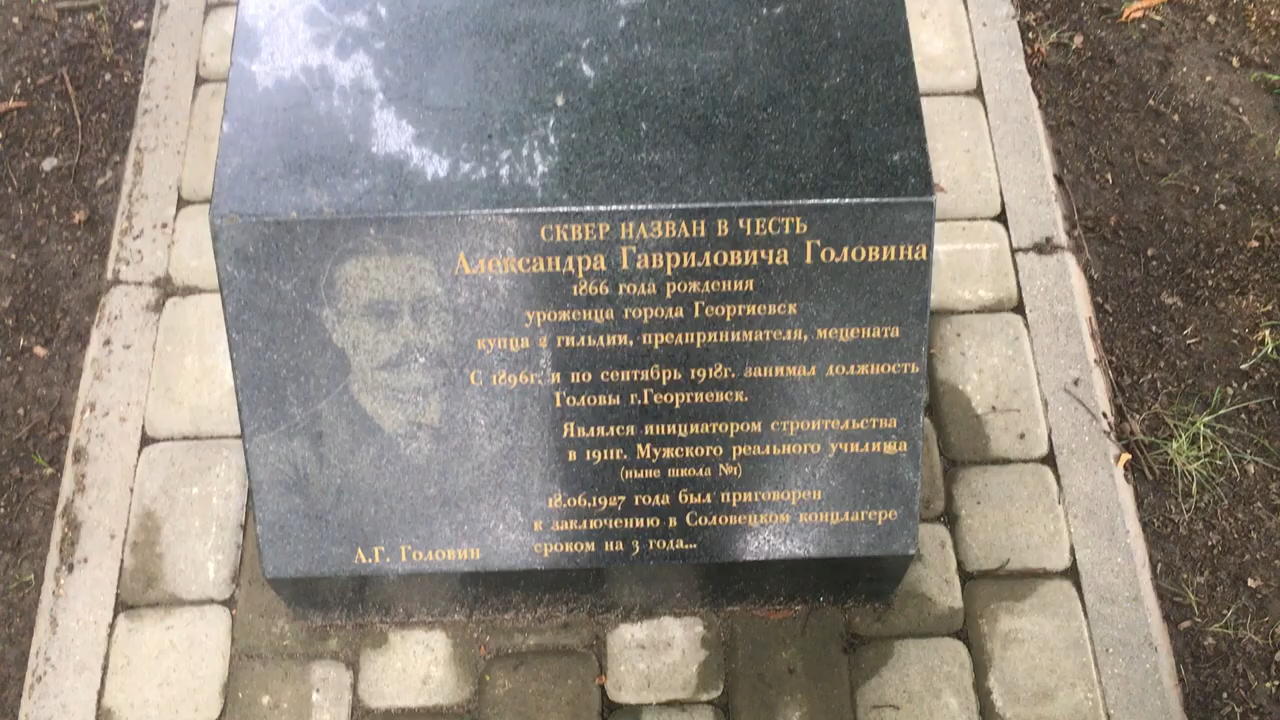 СКВЕР НАЗВАН В ЧЕСТЬ
Александра Гавриловича Головина
1866 года рождения
уроженца города Георгиевск
купца 2 гильдии, предпринимателя, мецената
С 1896г. и по сентябрь 1918г. занимал должность
Головы г.Георгиевск.
Являлся инициатором строительства
в 1911г. Мужского реального училища
(ныне школа №1)
18.06.1927 года был приговорен
к заключению в Соловецком концлагере
сроком на 3 года...
А.Г. Головин